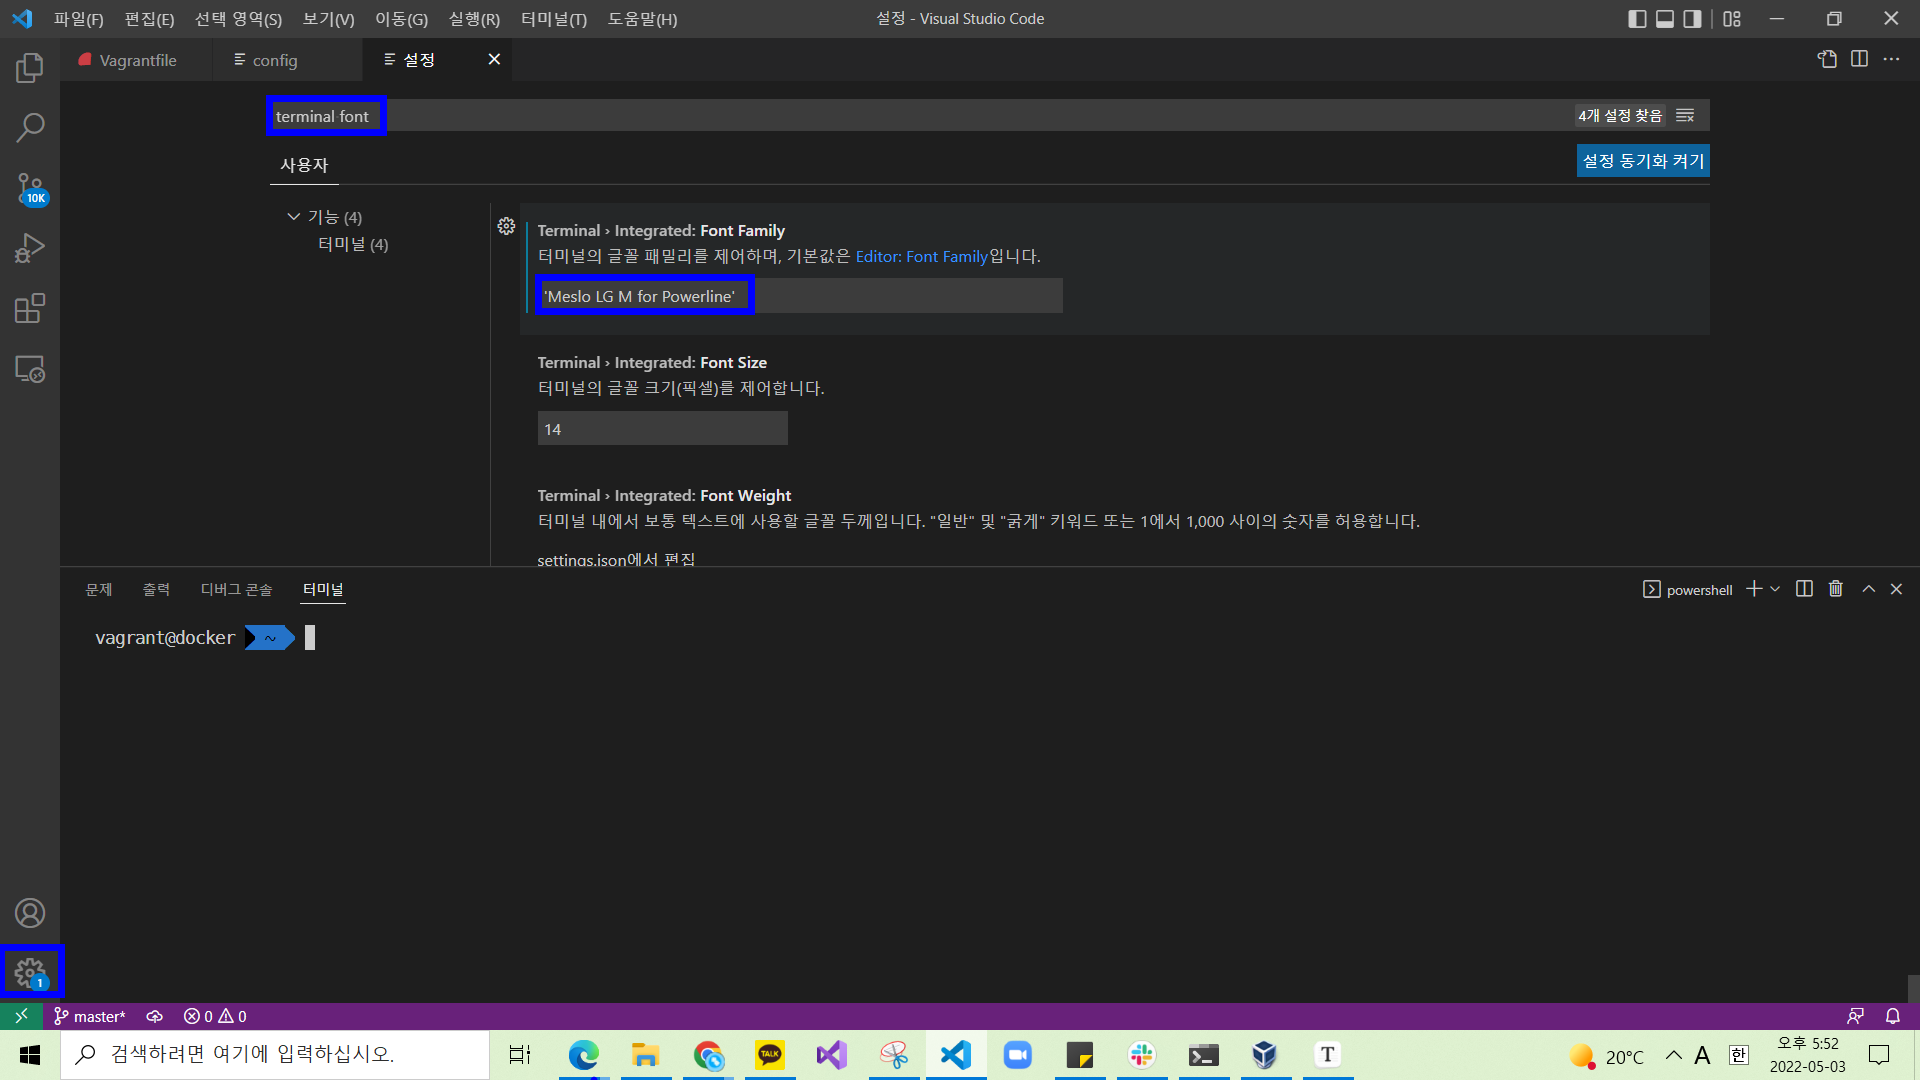 파일(F) 편집(E) 선택 영역(S) 보기(V) 이동(G) 실행(R) 터미널(T) 도움말(H) 설정 - Visual Studio Code
Vagrantfile config 설정
terminal font 4개 설정 찾음
사용자 설정 동기화 켜기
기능 (4)
터미널 (4)
Terminal › Integrated: Font Family
터미널의 글꼴 패밀리를 제어하며, 기본값은 Editor: Font Family입니다.
'Meslo LG M for Powerline'
Terminal › Integrated: Font Size
터미널의 글꼴 크기(픽셀)를 제어합니다.
14
Terminal › Integrated: Font Weight
터미널 내에서 보통 텍스트에 사용할 글꼴 두께입니다. "일반" 및 "굵게" 키워드 또는 1에서 1,000 사이의 숫자를 허용합니다.
settings.json에서 편집
10K
문제 출력 디버그 콘솔 터미널 powershell
vagrant@docker ~
1
master* 0 0
검색하려면 여기에 입력하십시오. TALK T 20°C A 한 오후 5:52
2022-05-03